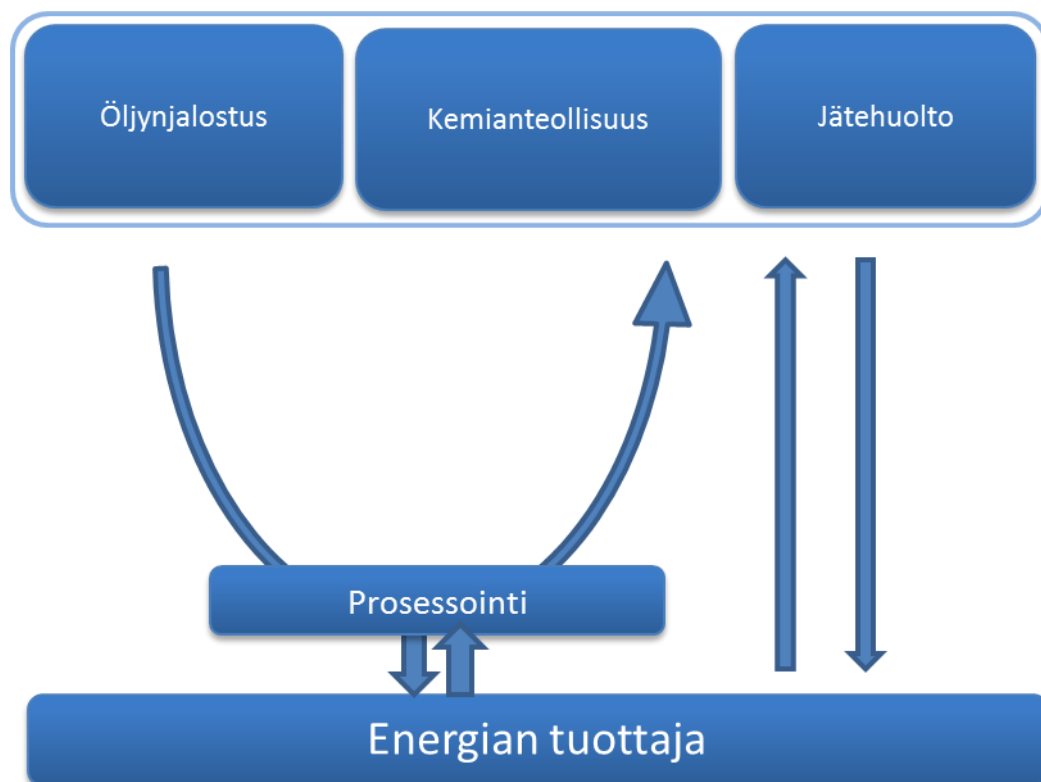 Öljynjalostus
Kemianteollisuus
Jätehuolto
Prosessointi
Energian tuottaja